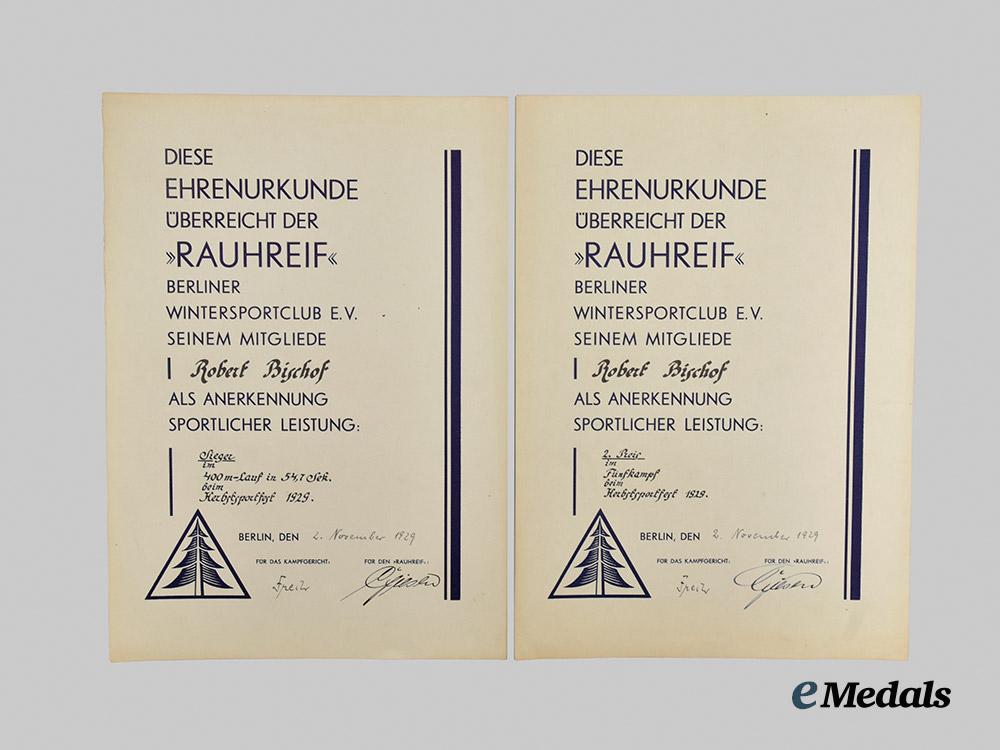 DIESE
EHRENURKUNDE
ÜBERREICHT DER
»RAUHREIF«
BERLINER
WINTERSPORTCLUB E.V.
SEINEM MITGLIEDE
Robert Bischof
ALS ANERKENNUNG
SPORTLICHER LEISTUNG:
Sieger
im
400m-Lauf in 54,7 Sek.
beim
Herbstsportfest 1929.
BERLIN, DEN 2. November 1929
FÜR DAS KAMPFGERICHT: FÜR DEN »RAUHREIF«:
DIESE
EHRENURKUNDE
ÜBERREICHT DER
»RAUHREIF«
BERLINER
WINTERSPORTCLUB E.V.
SEINEM MITGLIEDE
Robert Bischof
ALS ANERKENNUNG
SPORTLICHER LEISTUNG:
2. Preis
im
Fünfkampf
beim
Herbstsportfest 1929.
BERLIN, DEN 2. November 1929
FÜR DAS KAMPFGERICHT: FÜR DEN »RAUHREIF«:
eMedals